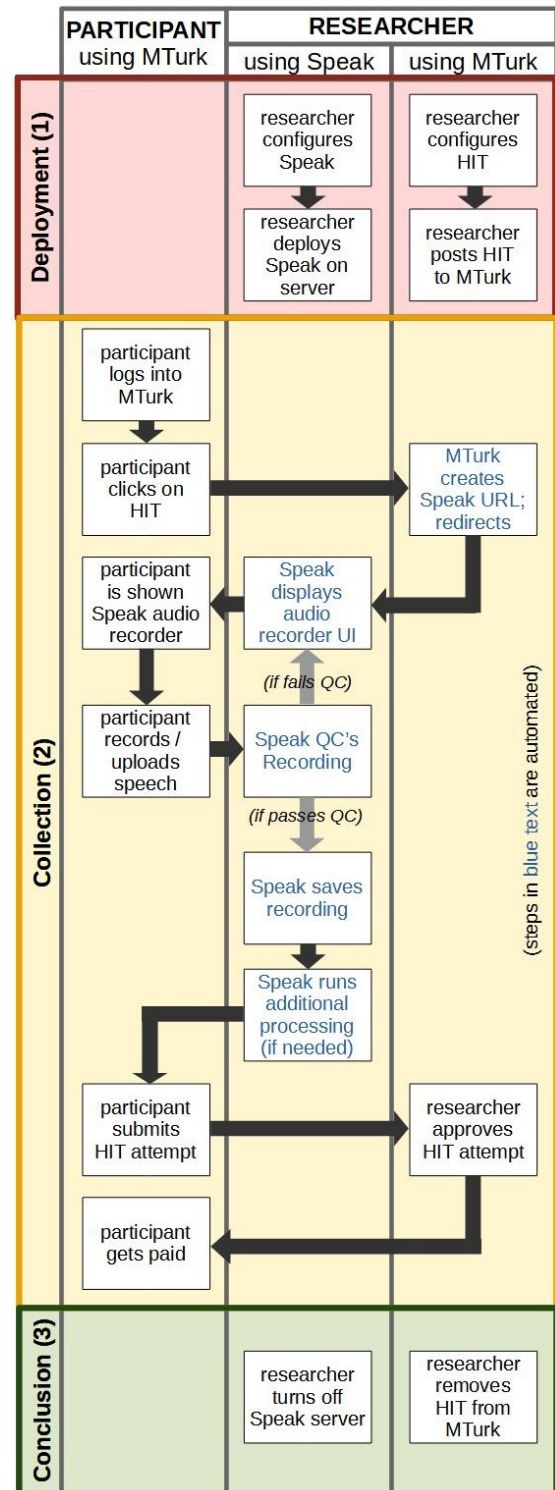 PARTICIPANT
using MTurk
RESEARCHER
using Speak
using MTurk
Deployment (1)
researcher
configures
Speak
researcher
configures
HIT
researcher
deploys
Speak on
server
researcher
posts HIT
to MTurk
Collection (2)
participant
logs into
MTurk
participant
clicks on
HIT
MTurk
creates
Speak URL;
redirects
participant
is shown
Speak audio
recorder
Speak
displays
audio
recorder UI
(if fails QC)
participant
records /
uploads
speech
Speak QC's
Recording
(if passes QC)
Speak saves
recording
(steps in blue text are automated)
Speak runs
additional
processing
(if needed)
participant
submits
HIT attempt
researcher
approves
HIT attempt
participant
gets paid
Conclusion (3)
researcher
turns off
Speak server
researcher
removes
HIT from
MTurk